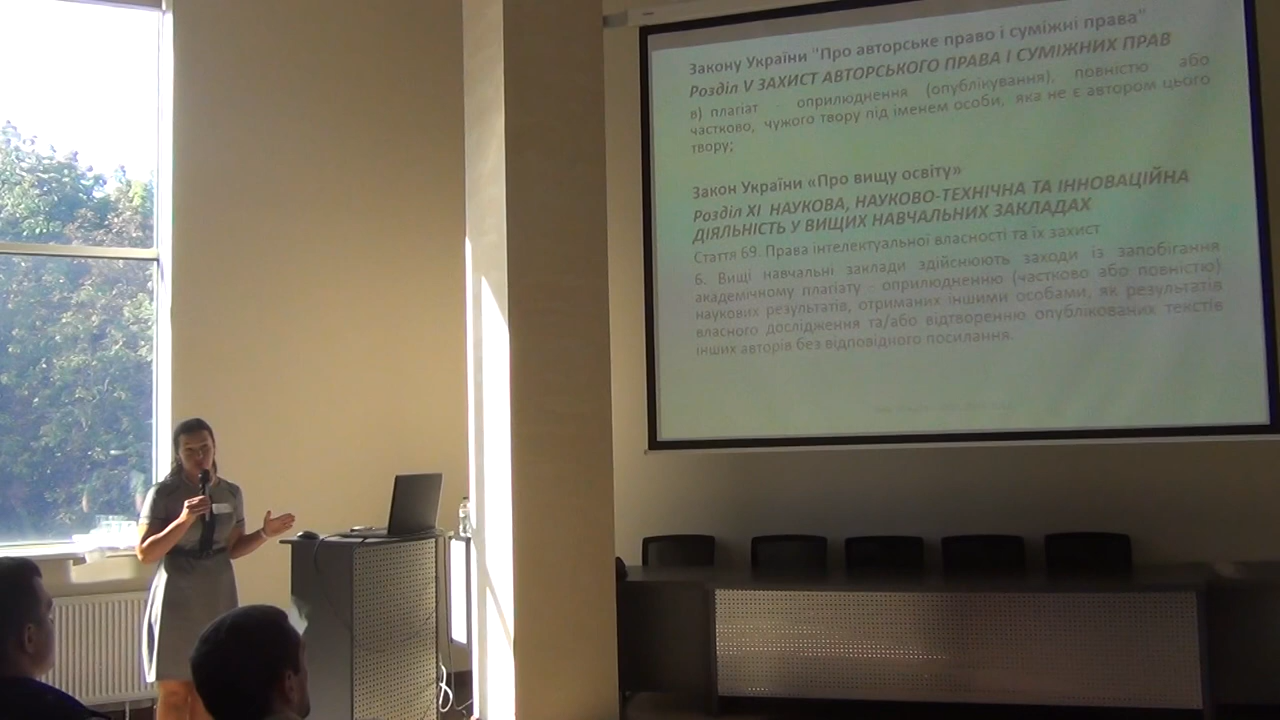 Закону України "Про авторське право і суміжні права"
Розділ V ЗАХИСТ АВТОРСЬКОГО ПРАВА І СУМІЖНИХ ПРАВ
в) плагіат - оприлюднення (опублікування), повністю або
частково, чужого твору під іменем особи, яка не є автором цього
твору;
Закон України «Про вищу освіту»
Розділ XI НАУКОВА, НАУКОВО-ТЕХНІЧНА ТА ІННОВАЦІЙНА
ДІЯЛЬНІСТЬ У ВИЩИХ НАВЧАЛЬНИХ ЗАКЛАДАХ
Стаття 69. Права інтелектуальної власності та їх захист
6. Вищі навчальні заклади здійснюють заходи із запобігання
академічному плагіату - оприлюдненню (частково або повністю)
наукових результатів, отриманих іншими особами, як результатів
власного дослідження та/або відтворенню опублікованих текстів
інших авторів без відповідного посилання.